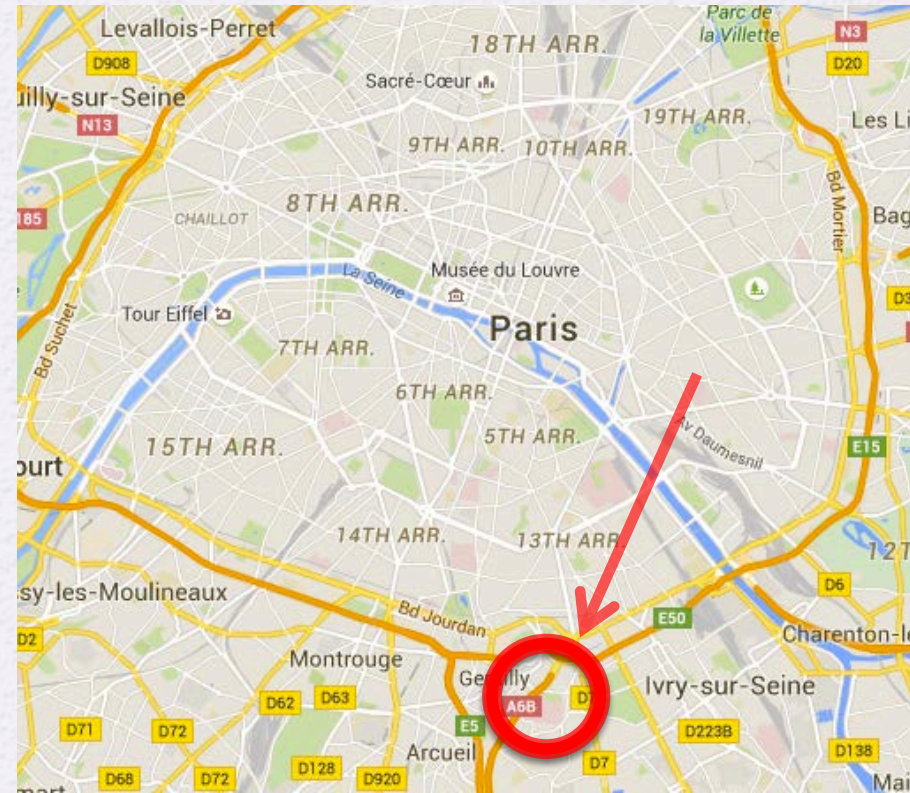 Levallois-Perret
Parc de
la Villette
N3
18TH ARR.
D908
D20
Sacré-Cœur
uilly-sur-Seine
N13
19TH ARR.
Les Li
9TH ARR.
10TH ARR.
8TH ARR.
Bd Mortier
185
CHAILLOT
Bag
La Seine
Musée du Louvre
D3
Tour Eiffel
Paris
Bd Suchet
7TH ARR.
6TH ARR.
5TH ARR.
Av Daumesnil
15TH ARR.
E15
ourt
14TH ARR.
13TH ARR.
12T
sy-les-Moulineaux
D6
Bd Jourdan
E50
D2
Charenton-le
Montrouge
Ge illy
Ivry-sur-Seine
D62
D63
A6B
D7
D71
D72
E5
D223B
Arcueil
D138
D68
D72
D128
D920
D7
Mai